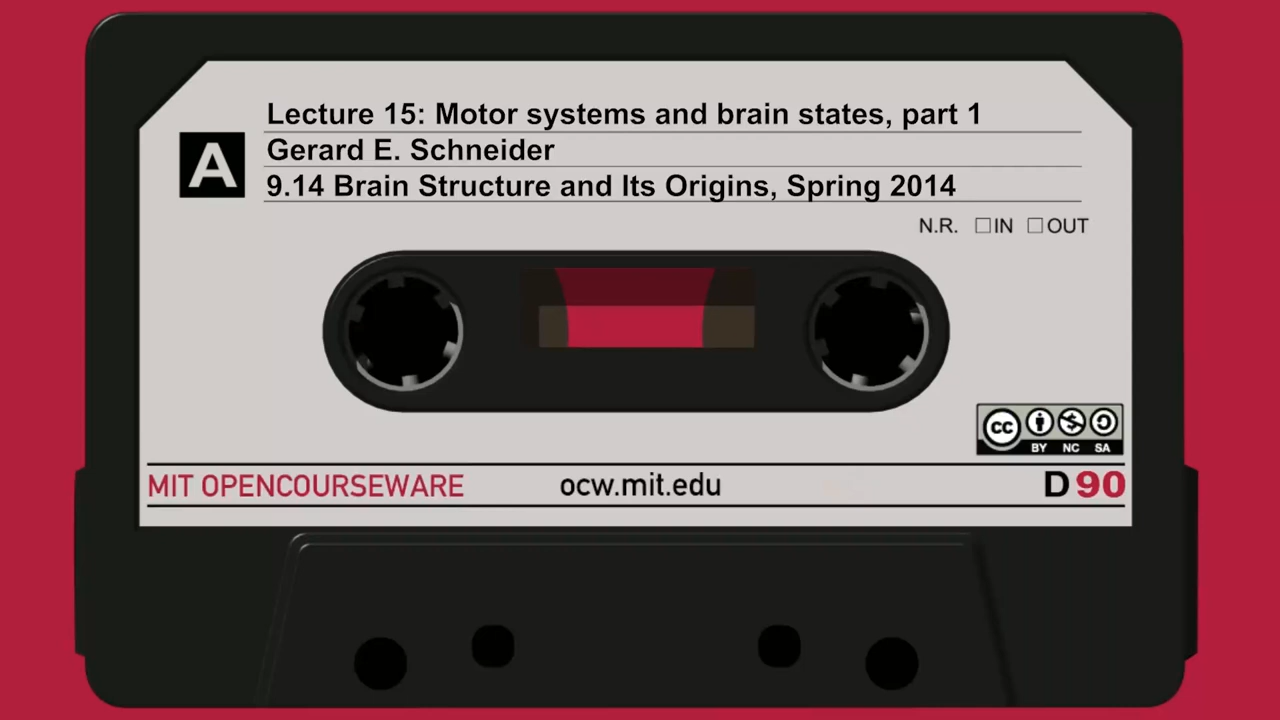 Lecture 15: Motor systems and brain states, part 1
A
Gerard E. Schneider
9.14 Brain Structure and Its Origins, Spring 2014
N.R. □IN □OUT
cc
BY NC SA
MIT OPENCOURSEWARE ocw.mit.edu D90